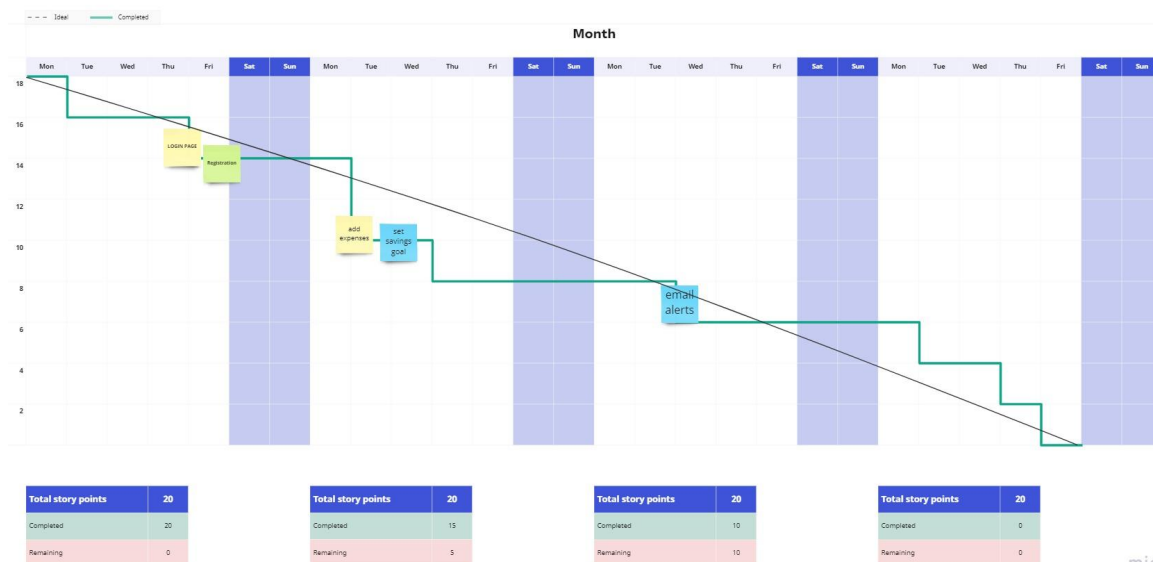 Ideal Completed
Month
Mon Tue Wed Thu Fri Sat Sun Mon Tue Wed Thu Fri Sat Sun Mon Tue Wed Thu Fri Sat Sun Mon Tue Wed Thu Fri Sat Sun
18
16
LOGIN PAGE
Registration
14
12
add
expenses
set
savings
goal
10
8
email
alerts
6
4
2
Total story points 20
Completed 20
Remaining 0
Total story points 20
Completed 15
Remaining 5
Total story points 20
Completed 10
Remaining 10
Total story points 20
Completed 0
Remaining 0